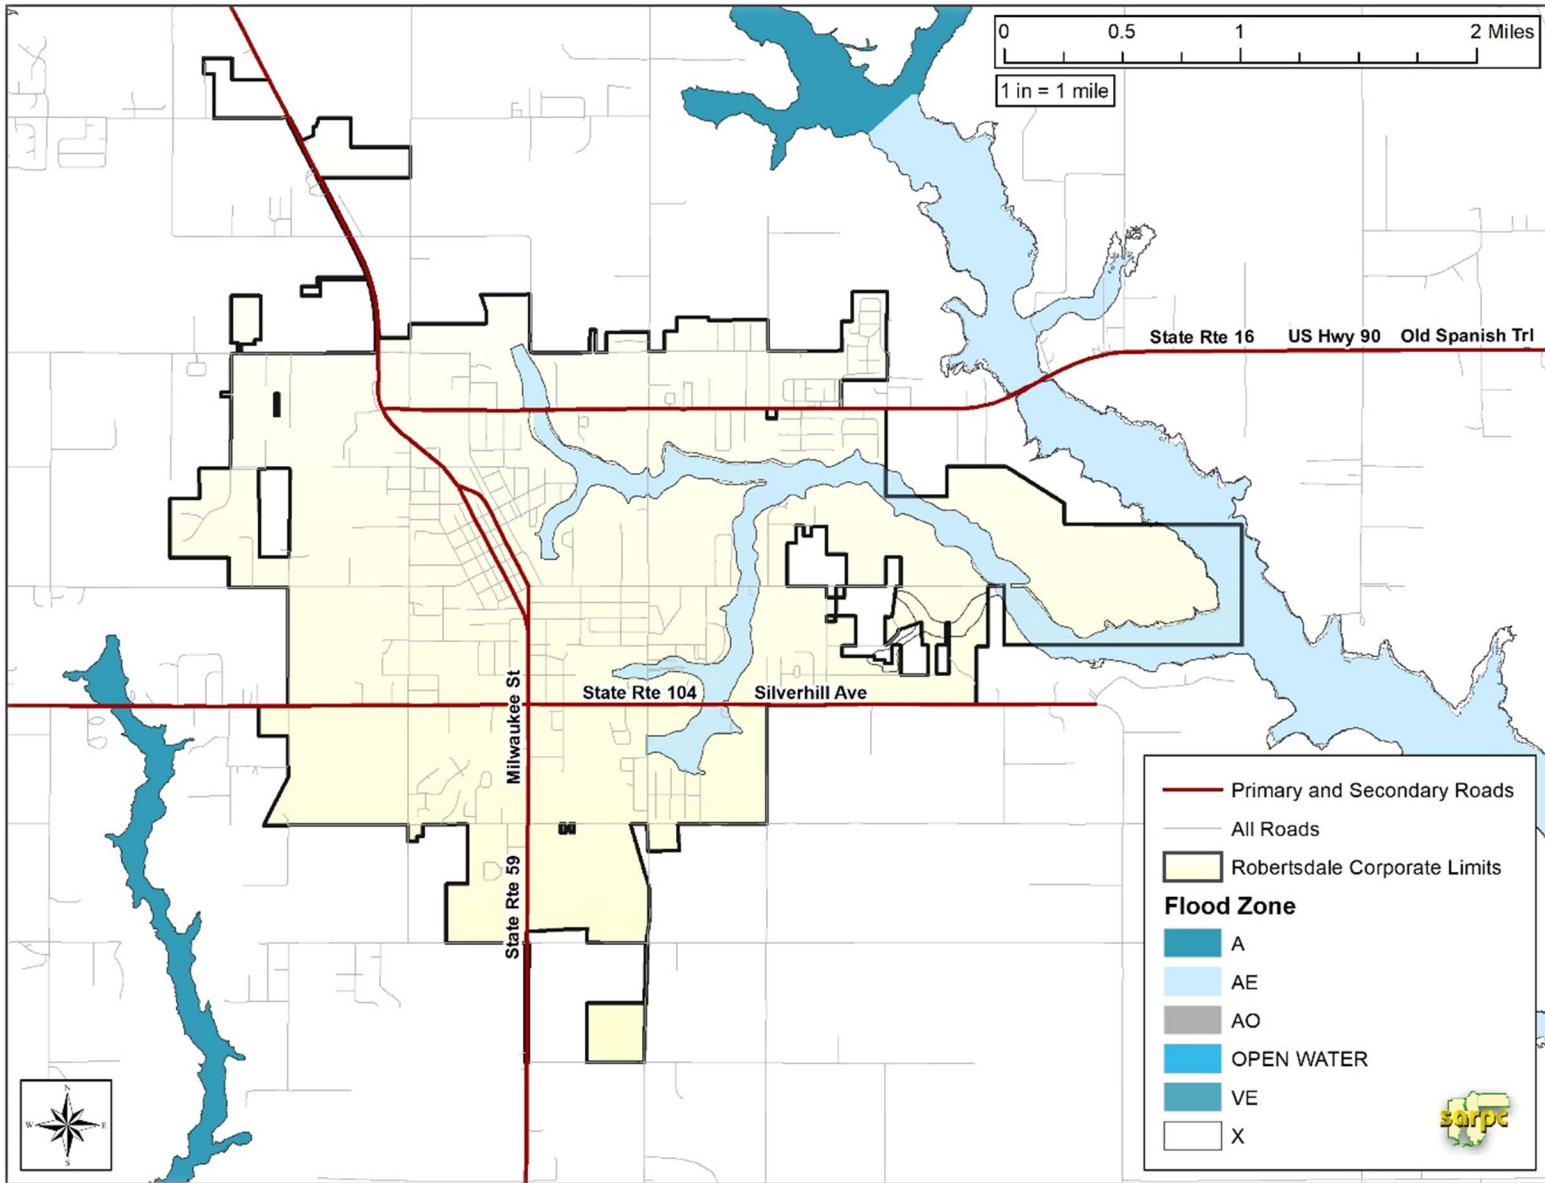 0 0.5 1 2 Miles
1 in = 1 mile
State Rte 16 US Hwy 90 Old Spanish Trl
State Rte 104 Silverhill Ave
Milwaukee St
State Rte 59
Primary and Secondary Roads
All Roads
Robertsdale Corporate Limits
Flood Zone
A
AE
AO
OPEN WATER
VE
X
sarpc
N
W E
S